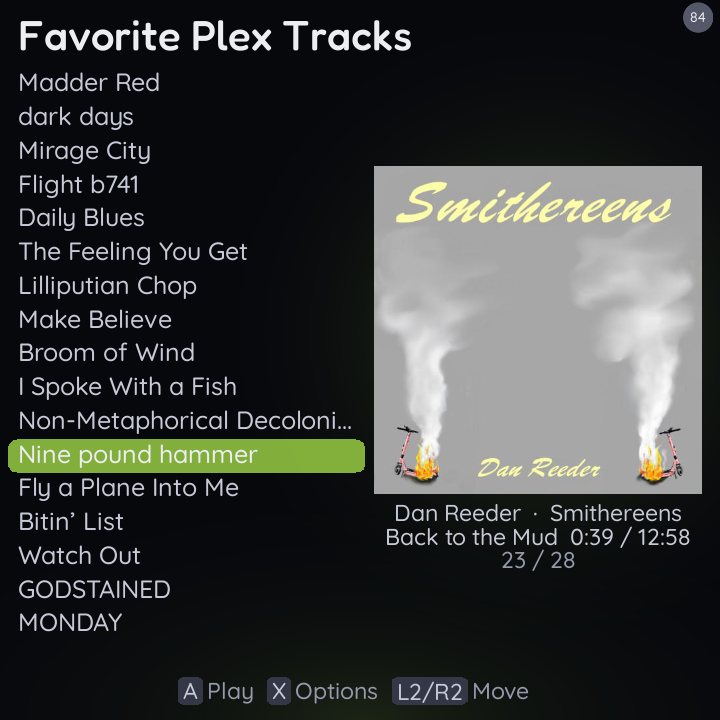 Favorite Plex Tracks
84
Madder Red
dark days
Mirage City
Flight b741
Daily Blues
The Feeling You Get
Lilliputian Chop
Make Believe
Broom of Wind
I Spoke With a Fish
Non-Metaphorical Decoloni...
Nine pound hammer
Fly a Plane Into Me
Bitin’ List
Watch Out
GODSTAINED
MONDAY
Smithereens
Dan Reeder
Dan Reeder · Smithereens
Back to the Mud 0:39 / 12:58
23 / 28
A Play X Options L2/R2 Move